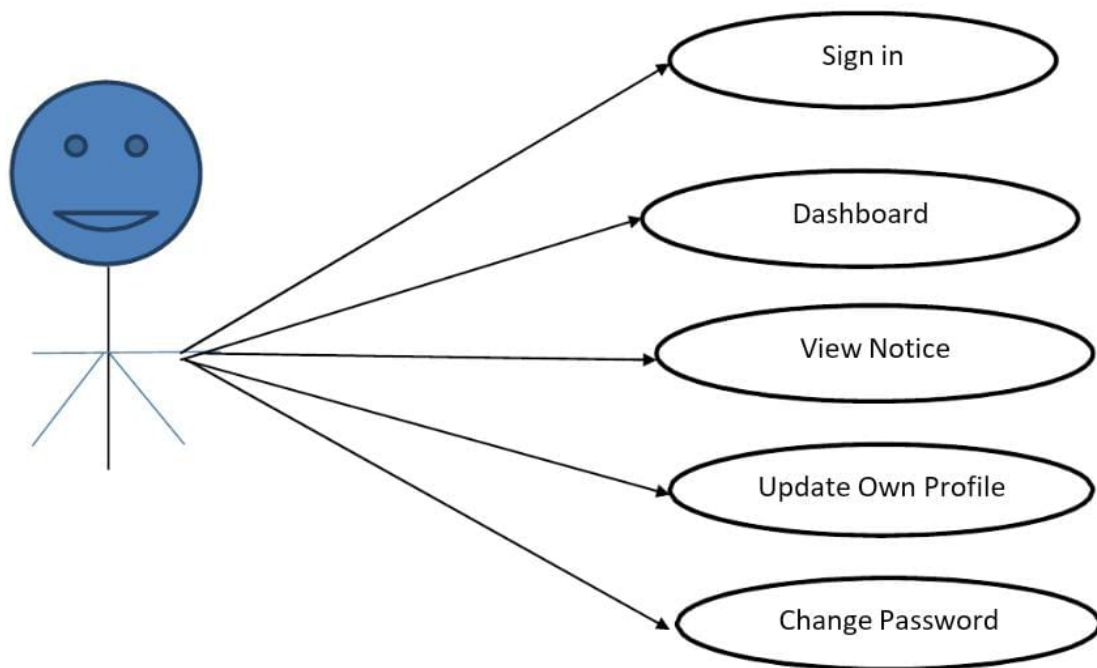 Sign in
Dashboard
View Notice
Update Own Profile
Change Password